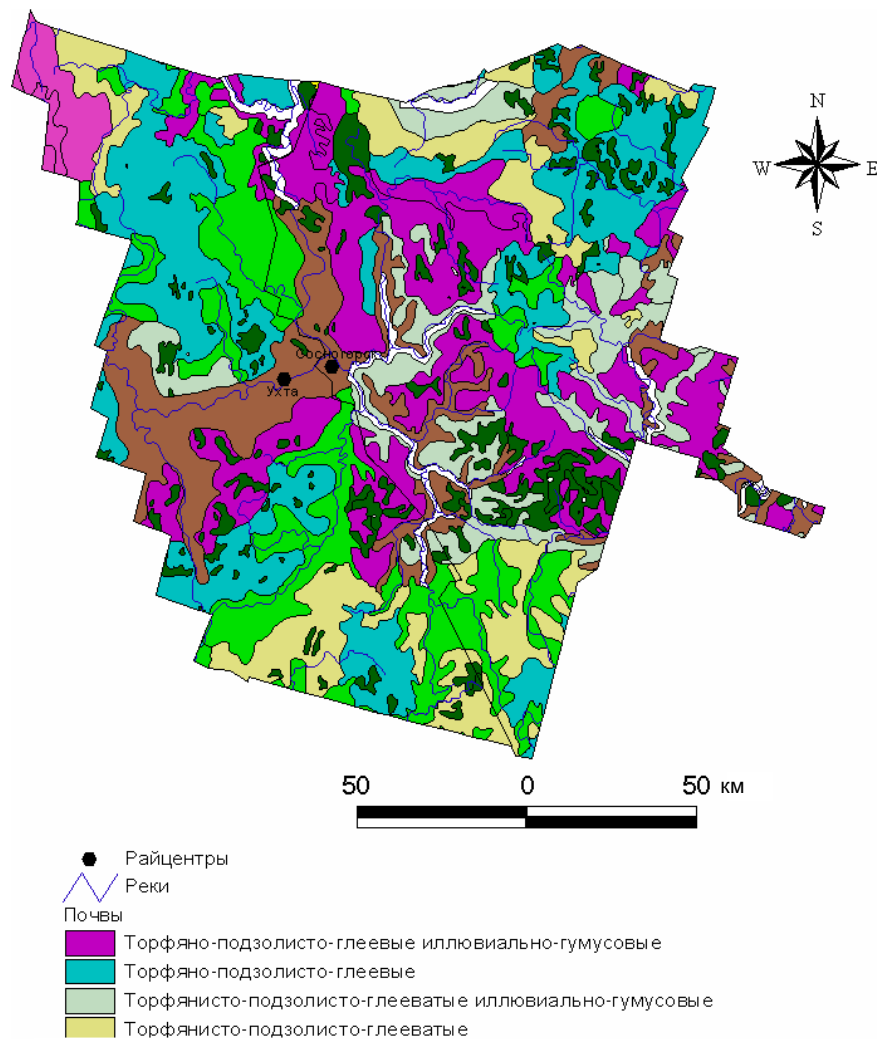 N
W E
S
Сосногорск
Ухта
50 0 50 км
Райцентры
Реки
Почвы
Торфяно-подзолисто-глеевые иллювиально-гумусовые
Торфяно-подзолисто-глеевые
Торфянисто-подзолисто-глееватые иллювиально-гумусовые
Торфянисто-подзолисто-глееватые